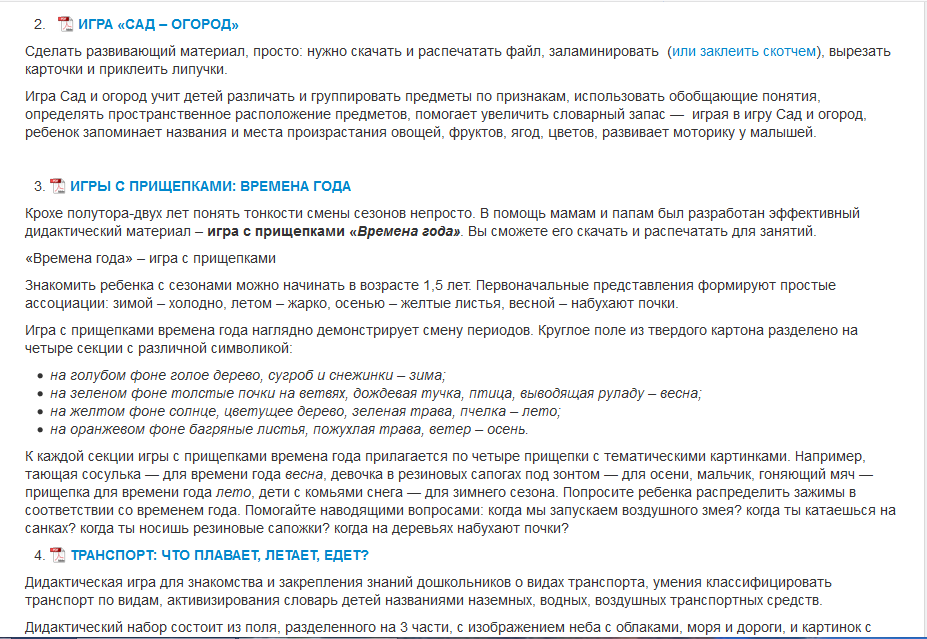 2. ИГРА «САД – ОГОРОД»
Сделать развивающий материал, просто: нужно скачать и распечатать файл, заламинировать (или заклеить скотчем), вырезать
карточки и приклеить липучки.
Игра Сад и огород учит детей различать и группировать предметы по признакам, использовать обобщающие понятия,
определять пространственное расположение предметов, помогает увеличить словарный запас — играя в игру Сад и огород,
ребенок запоминает названия и места произрастания овощей, фруктов, ягод, цветов, развивает моторику у малышей.
3. ИГРЫ С ПРИЩЕПКАМИ: ВРЕМЕНА ГОДА
Крохе полутора-двух лет понять тонкости смены сезонов непросто. В помощь мамам и папам был разработан эффективный
дидактический материал – игра с прищепками «Времена года». Вы сможете его скачать и распечатать для занятий.
«Времена года» – игра с прищепками
Знакомить ребенка с сезонами можно начинать в возрасте 1,5 лет. Первоначальные представления формируют простые
ассоциации: зимой – холодно, летом – жарко, осенью – желтые листья, весной – набухают почки.
Игра с прищепками времена года наглядно демонстрирует смену периодов. Круглое поле из твердого картона разделено на
четыре секции с различной символикой:
• на голубом фоне голое дерево, сугроб и снежинки – зима;
• на зеленом фоне толстые почки на ветвях, дождевая тучка, птица, выводящая руладу – весна;
• на желтом фоне солнце, цветущее дерево, зеленая трава, пчелка – лето;
• на оранжевом фоне багряные листья, пожухлая трава, ветер – осень.
К каждой секции игры с прищепками времена года прилагается по четыре прищепки с тематическими картинками. Например,
тающая сосулька — для времени года весна, девочка в резиновых сапогах под зонтом — для осени, мальчик, гоняющий мяч —
прищепка для времени года лето, дети с комьями снега — для зимнего сезона. Попросите ребенка распределить зажимы в
соответствии со временем года. Помогайте наводящими вопросами: когда мы запускаем воздушного змея? когда ты катаешься на
санках? когда ты носишь резиновые сапожки? когда на деревьях набухают почки?
4. ТРАНСПОРТ: ЧТО ПЛАВАЕТ, ЛЕТАЕТ, ЕДЕТ?
Дидактическая игра для знакомства и закрепления знаний дошкольников о видах транспорта, умения классифицировать
транспорт по видам, активизирования словарь детей названиями наземных, водных, воздушных транспортных средств.
Дидактический набор состоит из поля, разделенного на 3 части, с изображением неба с облаками, моря и дороги, и картинок с